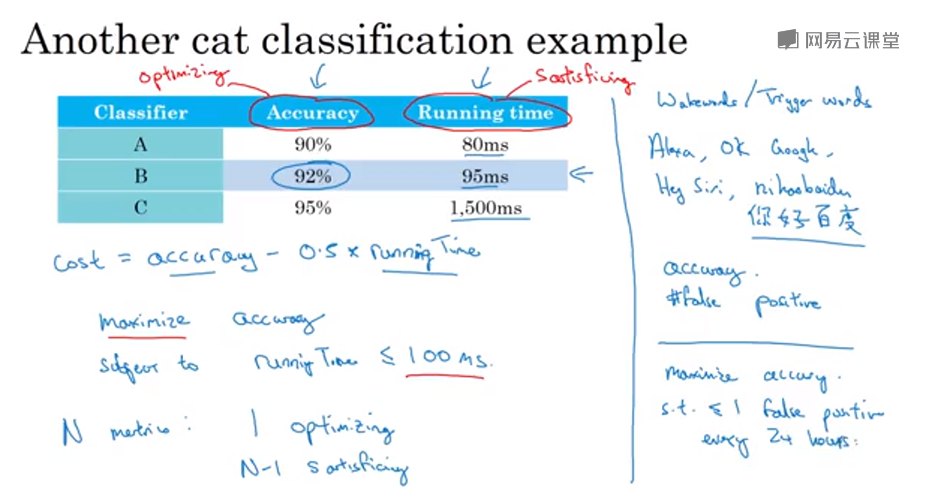 Another cat classification example
网易云课堂
optimizing
satisficing
Classifier Accuracy Running time
A 90% 80ms
B 92% 95ms
C 95% 1,500ms
cost = accuracy - 0.5 x running Time
maximize accuracy
subject to running Time ≤ 100 ms.
N metrics: 1 optimizing
N-1 satisficing
Wakewords / Trigger words
Alexa, OK Google,
Hey Siri, nihaobaidu
你好百度
accuracy.
#false positive
maximize accuracy.
s.t. ≤ 1 false positive
every 24 hours.